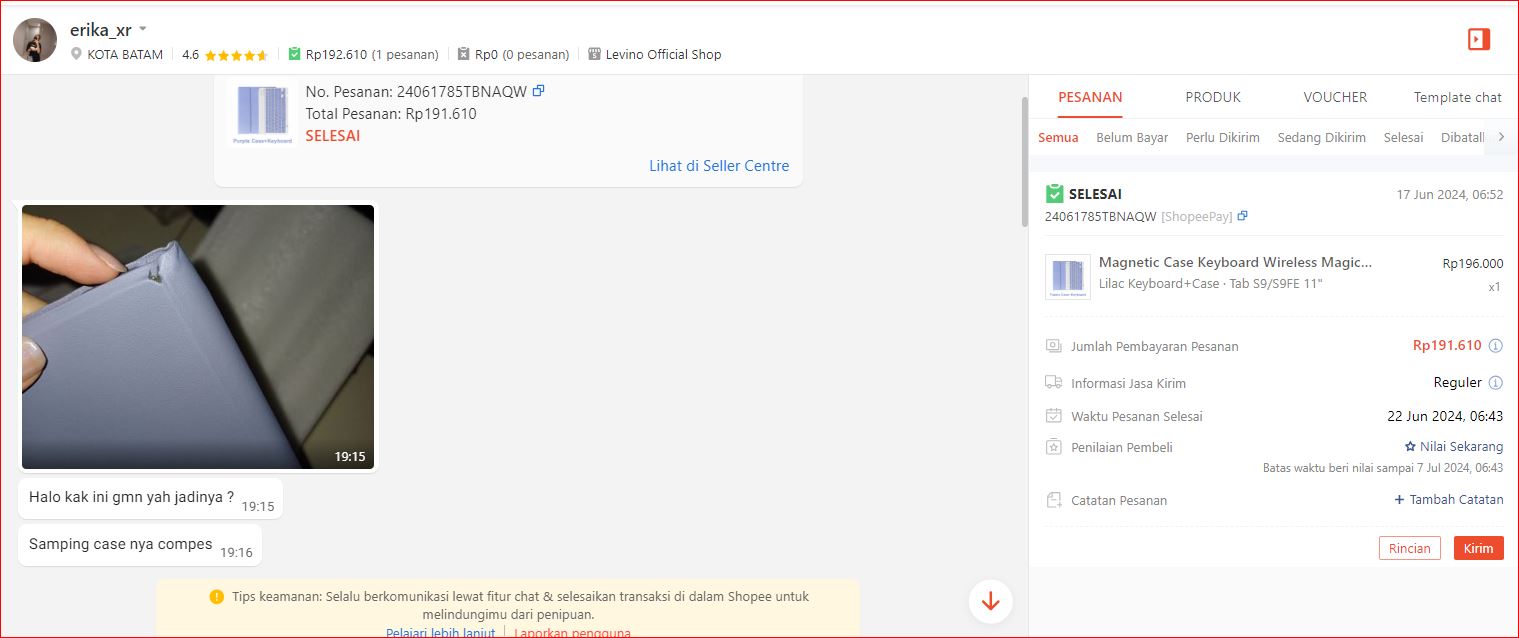 erika_xr
KOTA BATAM
4.6
Rp192.610 (1 pesanan)
Rp0 (0 pesanan)
Levino Official Shop
No. Pesanan: 24061785TBNAQW
Total Pesanan: Rp191.610
SELESAI
Purple Case+Keyboard
Lihat di Seller Centre
19:15
Halo kak ini gmn yah jadinya ? 19:15
Samping case nya compes 19:16
Tips keamanan: Selalu berkomunikasi lewat fitur chat & selesaikan transaksi di dalam Shopee untuk
melindungimu dari penipuan.
Pelajari lebih lanjut
Laporkan pengguna
PESANAN
PRODUK
VOUCHER
Template chat
Semua
Belum Bayar
Perlu Dikirim
Sedang Dikirim
Selesai
Dibatall
SELESAI
17 Jun 2024, 06:52
24061785TBNAQW [ShopeePay]
Magnetic Case Keyboard Wireless Magic...
Rp196.000
Lilac Keyboard+Case · Tab S9/S9FE 11"
x1
Jumlah Pembayaran Pesanan
Rp191.610
Informasi Jasa Kirim
Reguler
Waktu Pesanan Selesai
22 Jun 2024, 06:43
Penilaian Pembeli
Nilai Sekarang
Batas waktu beri nilai sampai 7 Jul 2024, 06:43
Catatan Pesanan
+ Tambah Catatan
Rincian
Kirim